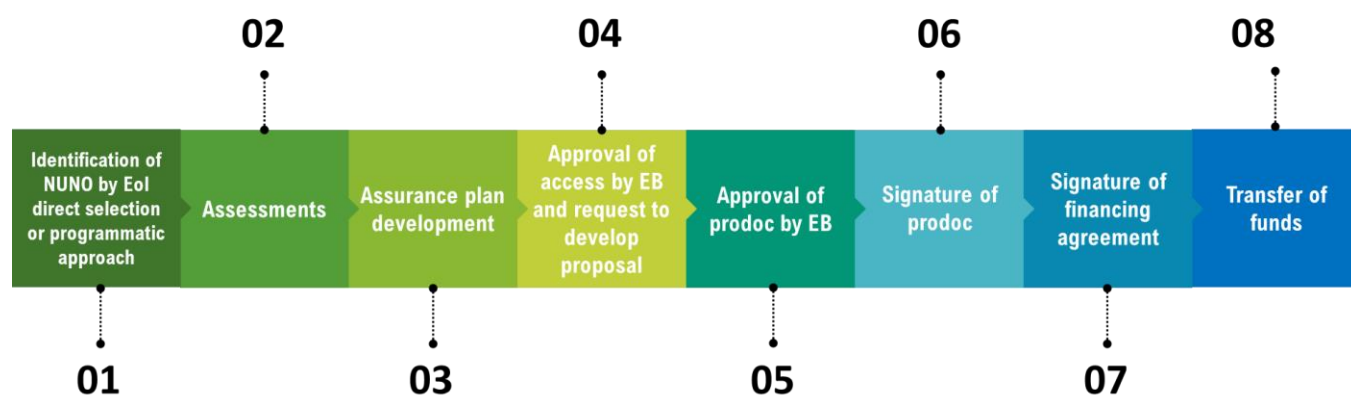 02
04
06
08
Identification of
NUNO by EoI
direct selection
or programmatic
approach
Assessments
Assurance plan
development
Approval of
access by EB
and request to
develop
proposal
Approval of
prodoc by EB
Signature of
prodoc
Signature of
financing
agreement
Transfer of
funds
01
03
05
07